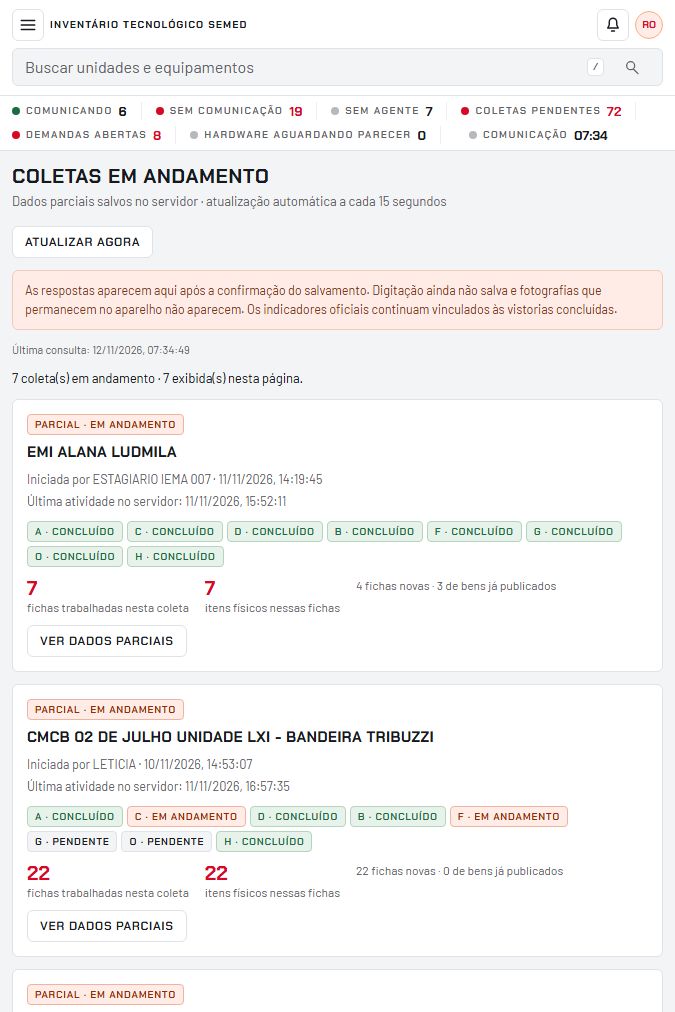 INVENTÁRIO TECNOLÓGICO SEMED
RO
Buscar unidades e equipamentos /
COMUNICANDO 6 SEM COMUNICAÇÃO 19 SEM AGENTE 7 COLETAS PENDENTES 72
DEMANDAS ABERTAS 8 HARDWARE AGUARDANDO PARECER 0 COMUNICAÇÃO 07:34
COLETAS EM ANDAMENTO
Dados parciais salvos no servidor · atualização automática a cada 15 segundos
ATUALIZAR AGORA
As respostas aparecem aqui após a confirmação do salvamento. Digitação ainda não salva e fotografias que
permanecem no aparelho não aparecem. Os indicadores oficiais continuam vinculados às vistorias concluídas.
Última consulta: 12/11/2026, 07:34:49
7 coleta(s) em andamento · 7 exibida(s) nesta página.
PARCIAL · EM ANDAMENTO
EMI ALANA LUDMILA
Iniciada por ESTAGIARIO IEMA 007 · 11/11/2026, 14:19:45
Última atividade no servidor: 11/11/2026, 15:52:11
A · CONCLUÍDO C · CONCLUÍDO D · CONCLUÍDO B · CONCLUÍDO F · CONCLUÍDO G · CONCLUÍDO
O · CONCLUÍDO H · CONCLUÍDO
7 7 4 fichas novas · 3 de bens já publicados
fichas trabalhadas nesta coleta itens físicos nessas fichas
VER DADOS PARCIAIS
PARCIAL · EM ANDAMENTO
CMCB 02 DE JULHO UNIDADE LXI - BANDEIRA TRIBUZZI
Iniciada por LETICIA · 10/11/2026, 14:53:07
Última atividade no servidor: 11/11/2026, 16:57:35
A · CONCLUÍDO C · EM ANDAMENTO D · CONCLUÍDO B · CONCLUÍDO F · EM ANDAMENTO
G · PENDENTE O · PENDENTE H · CONCLUÍDO
22 22 22 fichas novas · 0 de bens já publicados
fichas trabalhadas nesta coleta itens físicos nessas fichas
VER DADOS PARCIAIS
PARCIAL · EM ANDAMENTO